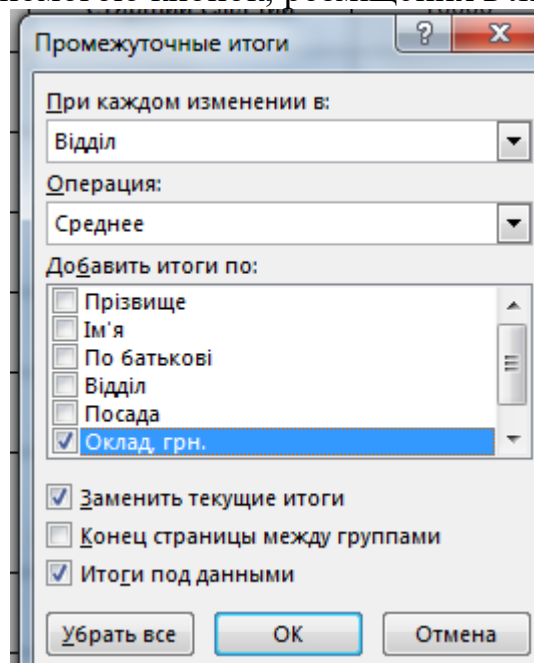 Промежуточные итоги
При каждом изменении в:
Відділ
Операция:
Среднее
Добавить итоги по:
Прізвище
Ім'я
По батькові
Відділ
Посада
Оклад, грн.
Заменить текущие итоги
Конец страницы между группами
Итоги под данными
Убрать все
ОК
Отмена